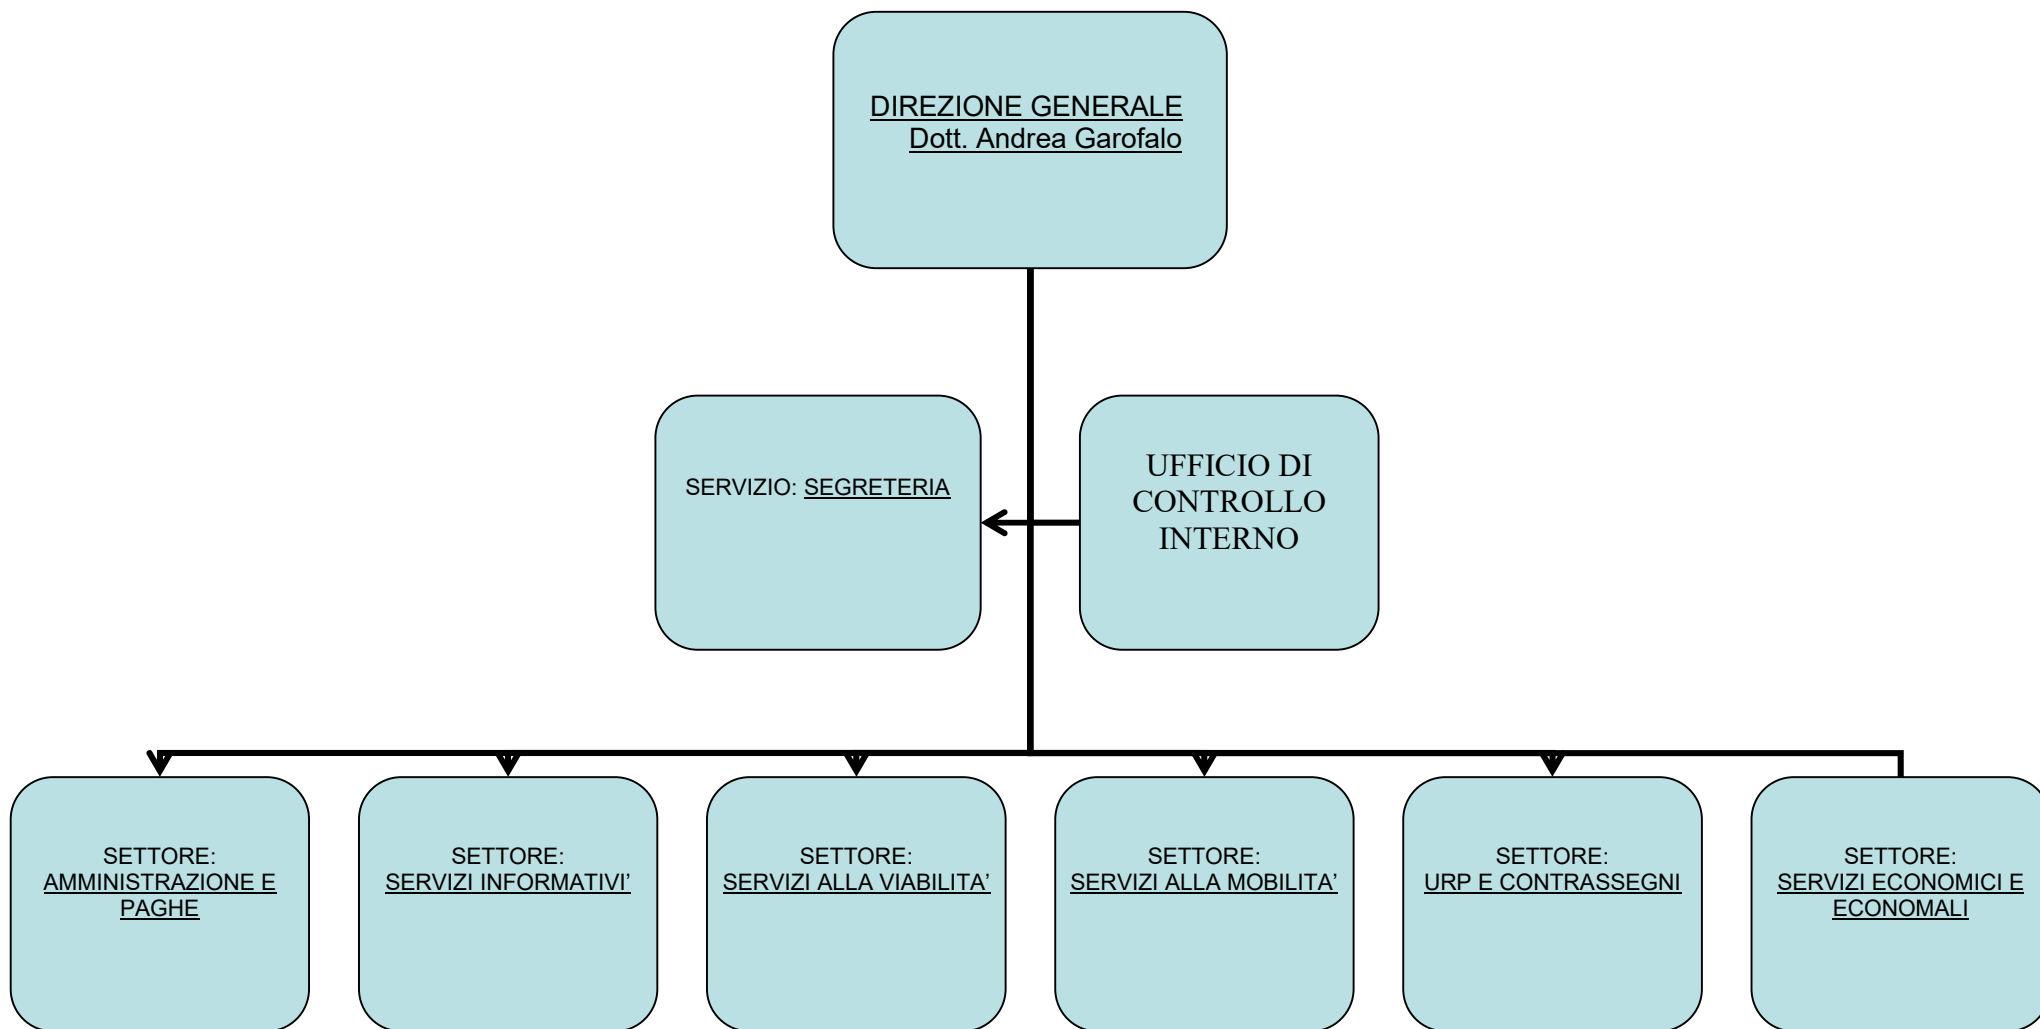 DIREZIONE GENERALE
Dott. Andrea Garofalo
SERVIZIO: SEGRETERIA
UFFICIO DI
CONTROLLO
INTERNO
SETTORE:
AMMINISTRAZIONE E
PAGHE
SETTORE:
SERVIZI INFORMATIVI’
SETTORE:
SERVIZI ALLA VIABILITA’
SETTORE:
SERVIZI ALLA MOBILITA’
SETTORE:
URP E CONTRASSEGNI
SETTORE:
SERVIZI ECONOMICI E
ECONOMALI